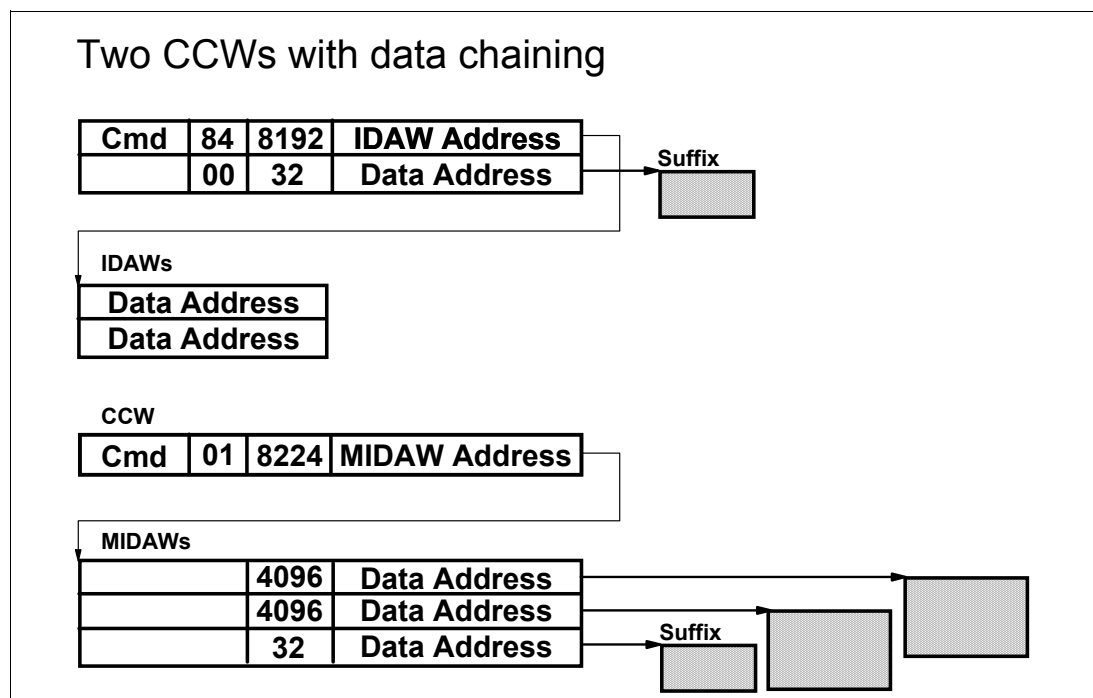 Two CCWs with data chaining
Cmd 84 8192 IDAW Address
00 32 Data Address
Suffix
IDAWs
Data Address
Data Address
CCW
Cmd 01 8224 MIDAW Address
MIDAWs
4096 Data Address
4096 Data Address
32 Data Address
Suffix